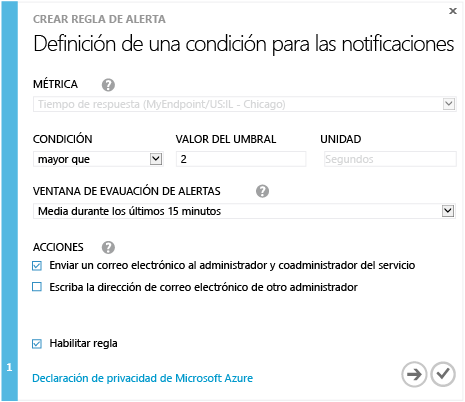 CREAR REGLA DE ALERTA
Definición de una condición para las notificaciones
MÉTRICA
Tiempo de respuesta (MyEndpoint/US:IL - Chicago)
CONDICIÓN VALOR DEL UMBRAL UNIDAD
mayor que 2 Segundos
VENTANA DE EVAUACIÓN DE ALERTAS
Media durante los últimos 15 minutos
ACCIONES
Enviar un correo electrónico al administrador y coadministrador del servicio
Escriba la dirección de correo electrónico de otro administrador
Habilitar regla
1
Declaración de privacidad de Microsoft Azure